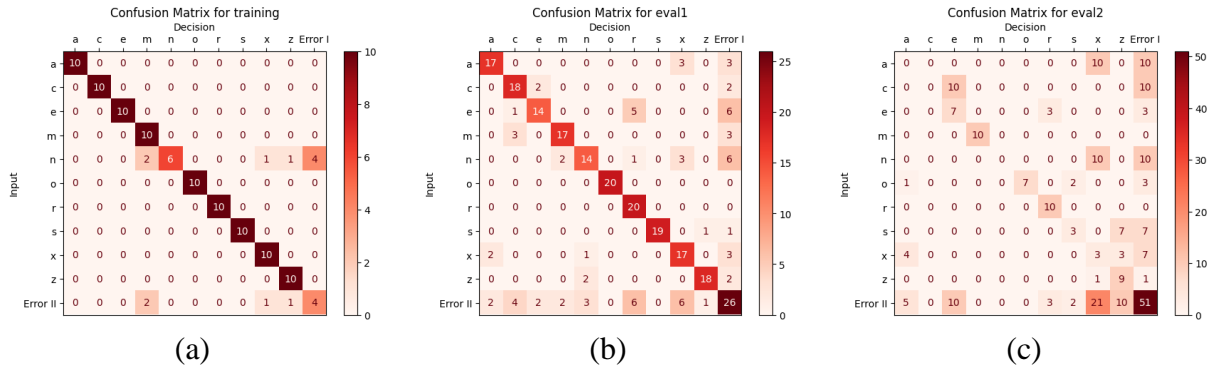 Confusion Matrix for training
Decision
a c e m n o r s x z Error I
Input
a 10 0 0 0 0 0 0 0 0 0 0
c 0 10 0 0 0 0 0 0 0 0 0
e 0 0 10 0 0 0 0 0 0 0 0
m 0 0 0 10 0 0 0 0 0 0 0
n 0 0 0 2 6 0 0 0 1 1 4
o 0 0 0 0 0 10 0 0 0 0 0
r 0 0 0 0 0 0 10 0 0 0 0
s 0 0 0 0 0 0 0 10 0 0 0
x 0 0 0 0 0 0 0 0 10 0 0
z 0 0 0 0 0 0 0 0 0 10 0
Error II 0 0 0 2 0 0 0 0 1 1 4
10
8
6
4
2
0
(a)
Confusion Matrix for eval1
Decision
a c e m n o r s x z Error I
Input
a 17 0 0 0 0 0 0 0 3 0 3
c 0 18 2 0 0 0 0 0 0 0 2
e 0 1 14 0 0 0 5 0 0 0 6
m 0 3 0 17 0 0 0 0 0 0 3
n 0 0 0 2 14 0 1 0 3 0 6
o 0 0 0 0 0 20 0 0 0 0 0
r 0 0 0 0 0 0 20 0 0 0 0
s 0 0 0 0 0 0 0 19 0 1 1
x 2 0 0 0 1 0 0 0 17 0 3
z 0 0 0 0 2 0 0 0 0 18 2
Error II 2 4 2 2 3 0 6 0 6 1 26
25
20
15
10
5
0
(b)
Confusion Matrix for eval2
Decision
a c e m n o r s x z Error I
Input
a 0 0 0 0 0 0 0 0 10 0 10
c 0 0 10 0 0 0 0 0 0 0 10
e 0 0 7 0 0 0 3 0 0 0 3
m 0 0 0 10 0 0 0 0 0 0 0
n 0 0 0 0 0 0 0 0 10 0 10
o 1 0 0 0 0 7 0 2 0 0 3
r 0 0 0 0 0 0 10 0 0 0 0
s 0 0 0 0 0 0 0 3 0 7 7
x 4 0 0 0 0 0 0 0 3 3 7
z 0 0 0 0 0 0 0 0 1 9 1
Error II 5 0 10 0 0 0 3 2 21 10 51
50
40
30
20
10
0
(c)